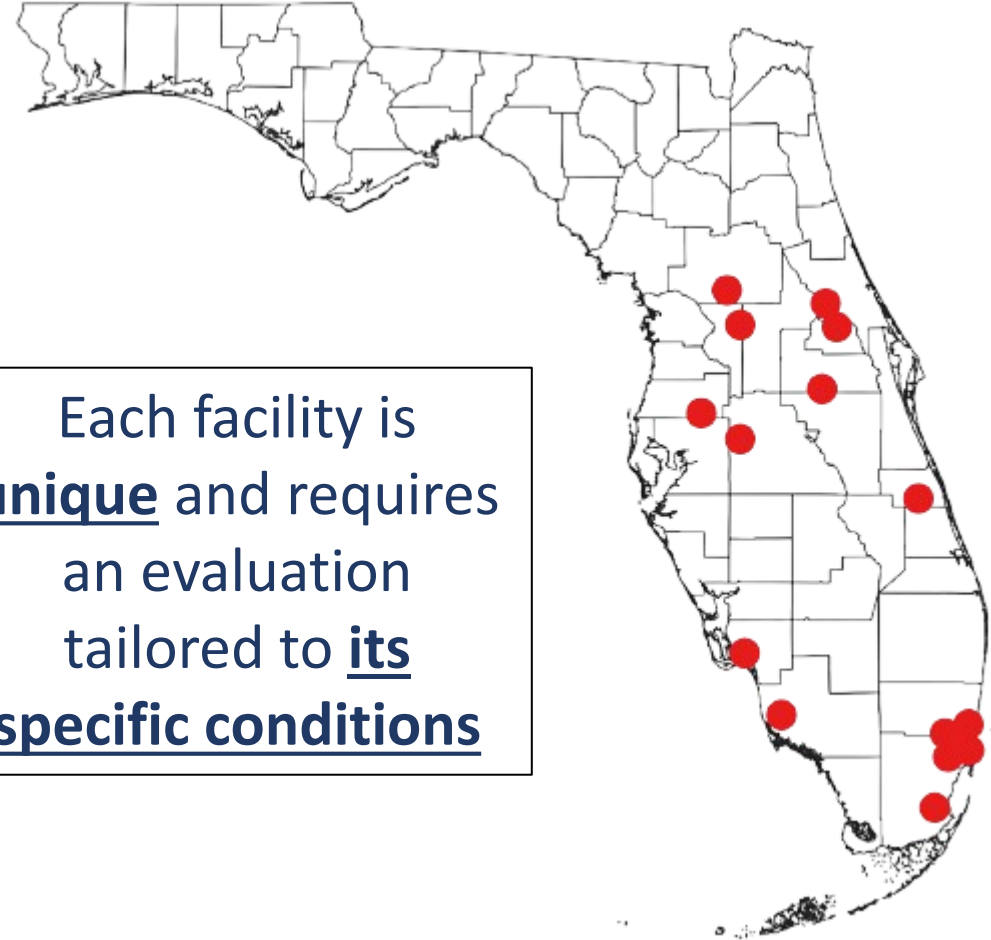 Each facility is
unique and requires
an evaluation
tailored to its
specific conditions